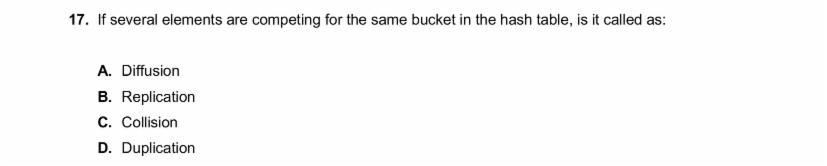 17. If several elements are competing for the same bucket in the hash table, is it called as:
A. Diffusion
B. Replication
C. Collision
D. Duplication